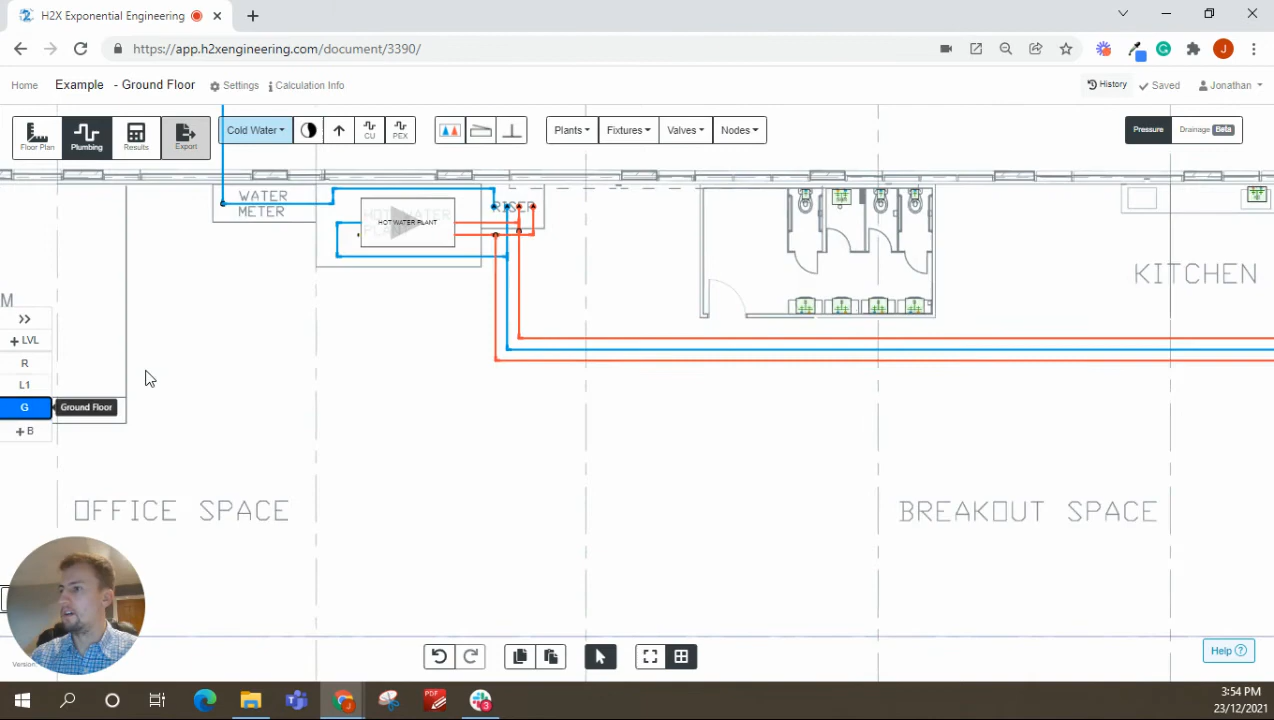 H2X Exponential Engineering
https://app.h2xengineering.com/document/3390/
Home
Example - Ground Floor
Settings
Calculation Info
History
Saved
Jonathan
Floor Plan
Plumbing
Results
Export
Cold Water
CU
PEX
Plants
Fixtures
Valves
Nodes
Pressure
Drainage Beta
WATER
METER
HOT WATER PLANT
RISER
KITCHEN
M
+ LVL
R
L1
G
Ground Floor
+ B
OFFICE SPACE
BREAKOUT SPACE
Help
3:54 PM
23/12/2021